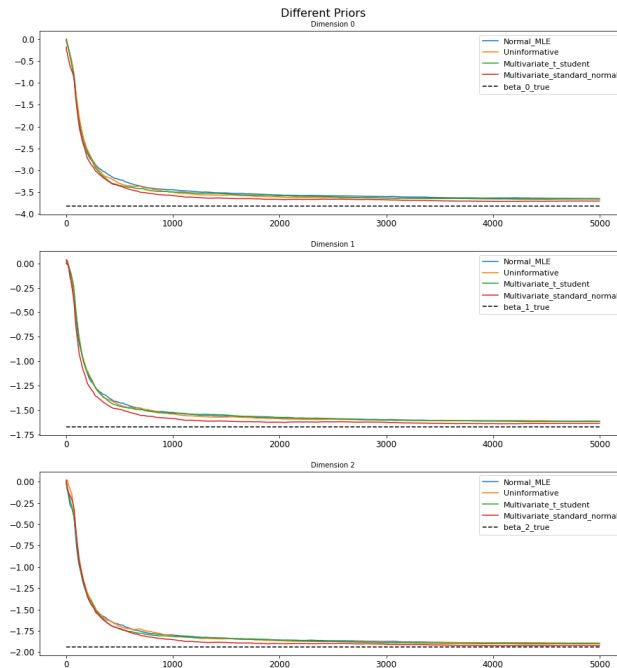 Different Priors
Dimension 0
0.0
−0.5
−1.0
−1.5
−2.0
−2.5
−3.0
−3.5
−4.0
Normal_MLE
Uninformative
Multivariate_t_student
Multivariate_standard_normal
beta_0_true
0 1000 2000 3000 4000 5000
Dimension 1
0.00
−0.25
−0.50
−0.75
−1.00
−1.25
−1.50
−1.75
Normal_MLE
Uninformative
Multivariate_t_student
Multivariate_standard_normal
beta_1_true
0 1000 2000 3000 4000 5000
Dimension 2
0.00
−0.25
−0.50
−0.75
−1.00
−1.25
−1.50
−1.75
−2.00
Normal_MLE
Uninformative
Multivariate_t_student
Multivariate_standard_normal
beta_2_true
0 1000 2000 3000 4000 5000